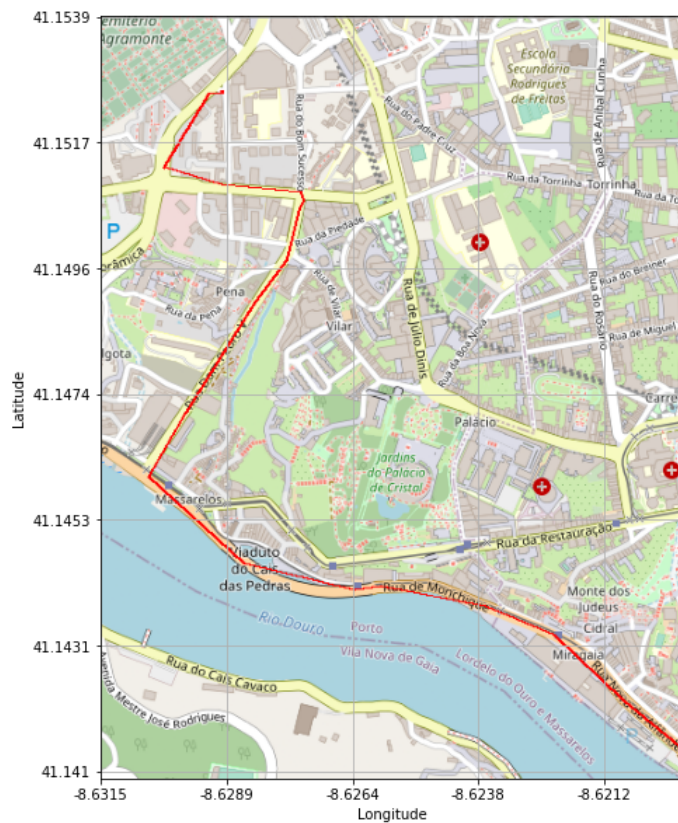 41.1539
41.1517
41.1496
41.1474
41.1453
41.1431
41.141
Latitude
-8.6315
-8.6289
-8.6264
-8.6238
-8.6212
Longitude
Agramonte
Escola
Secundária
Rodrigues
de Freitas
Rua de Aníbal Cunha
Rua do Padre Cruz
Rua do Bom Sucesso
Rua da Torrinha
Torrinha
P
Rua da Piedade
Rua do Breiner
Rua do Rosário
Pena
Rua da Pena
Rua de Vilar
Vilar
Rua de Júlio Dinis
Rua da Boa Nova
Rua de Miguel
Palácio
Jardins
do Palácio
de Cristal
Massarelos
Rua da Restauração
Viaduto
do Cais
das Pedras
Rua de Monchique
Monte dos
Judeus
Cidral
Rio Douro
Porto
Vila Nova de Gaia
Miragaia
Lordelo do Ouro e Massarelos
Rua do Cais Cavaco
Avenida Mestre José Rodrigues